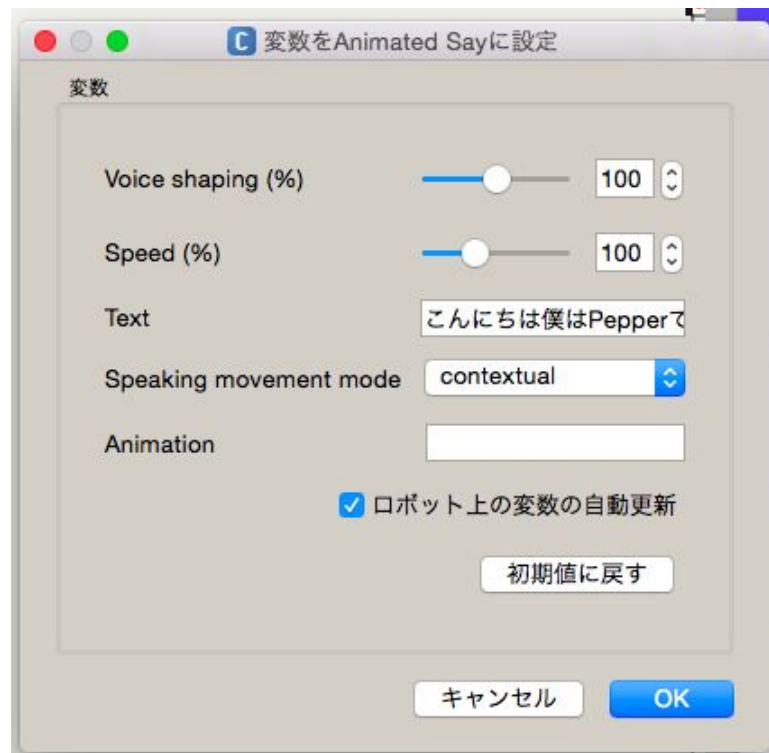 変数をAnimated Sayに設定
変数
Voice shaping (%) 100
Speed (%) 100
Text こんにちは僕はPepperで
Speaking movement mode contextual
Animation
ロボット上の変数の自動更新
初期値に戻す
キャンセル OK